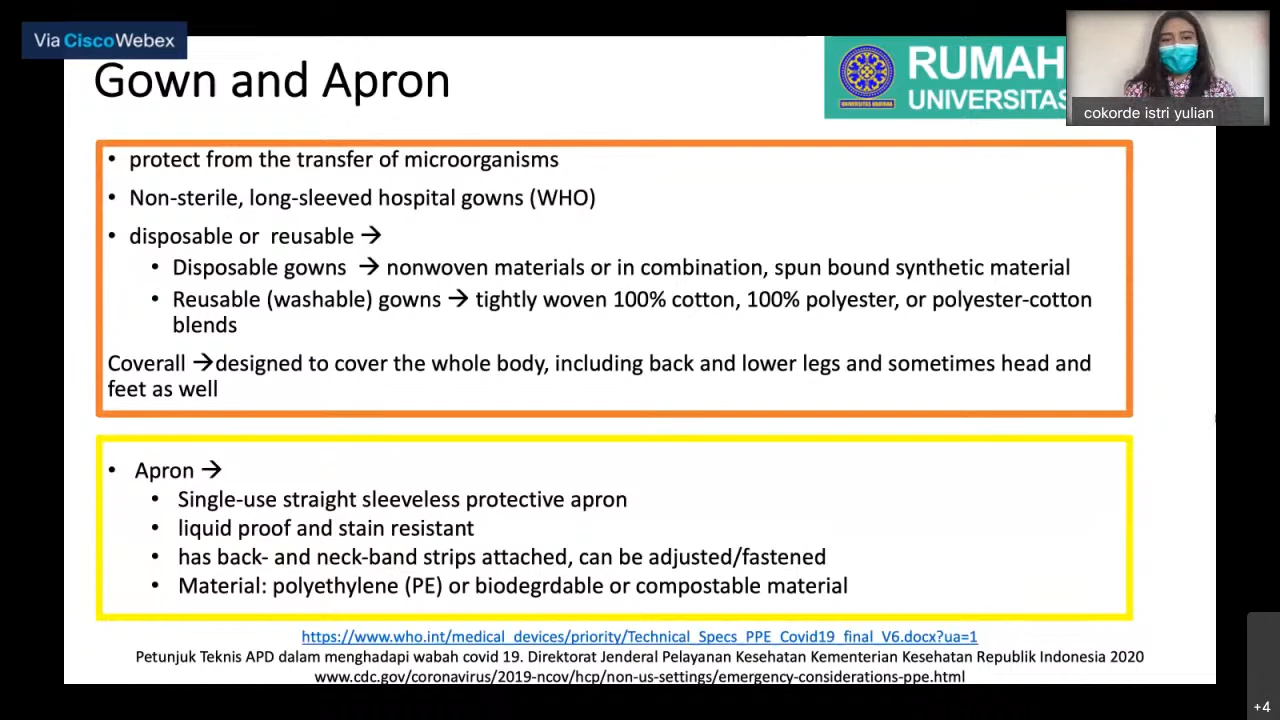 Via Cisco Webex
Gown and Apron
RUMAH
UNIVERSITAS
UNIVERSITAS UDAYANA
cokorde istri yulian
• protect from the transfer of microorganisms
• Non-sterile, long-sleeved hospital gowns (WHO)
• disposable or reusable →
• Disposable gowns → nonwoven materials or in combination, spun bound synthetic material
• Reusable (washable) gowns → tightly woven 100% cotton, 100% polyester, or polyester-cotton
blends
Coverall →designed to cover the whole body, including back and lower legs and sometimes head and
feet as well
• Apron →
• Single-use straight sleeveless protective apron
• liquid proof and stain resistant
• has back- and neck-band strips attached, can be adjusted/fastened
• Material: polyethylene (PE) or biodegrdable or compostable material
https://www.who.int/medical_devices/priority/Technical_Specs_PPE_Covid19_final_V6.docx?ua=1
Petunjuk Teknis APD dalam menghadapi wabah covid 19. Direktorat Jenderal Pelayanan Kesehatan Kementerian Kesehatan Republik Indonesia 2020
www.cdc.gov/coronavirus/2019-ncov/hcp/non-us-settings/emergency-considerations-ppe.html
+4